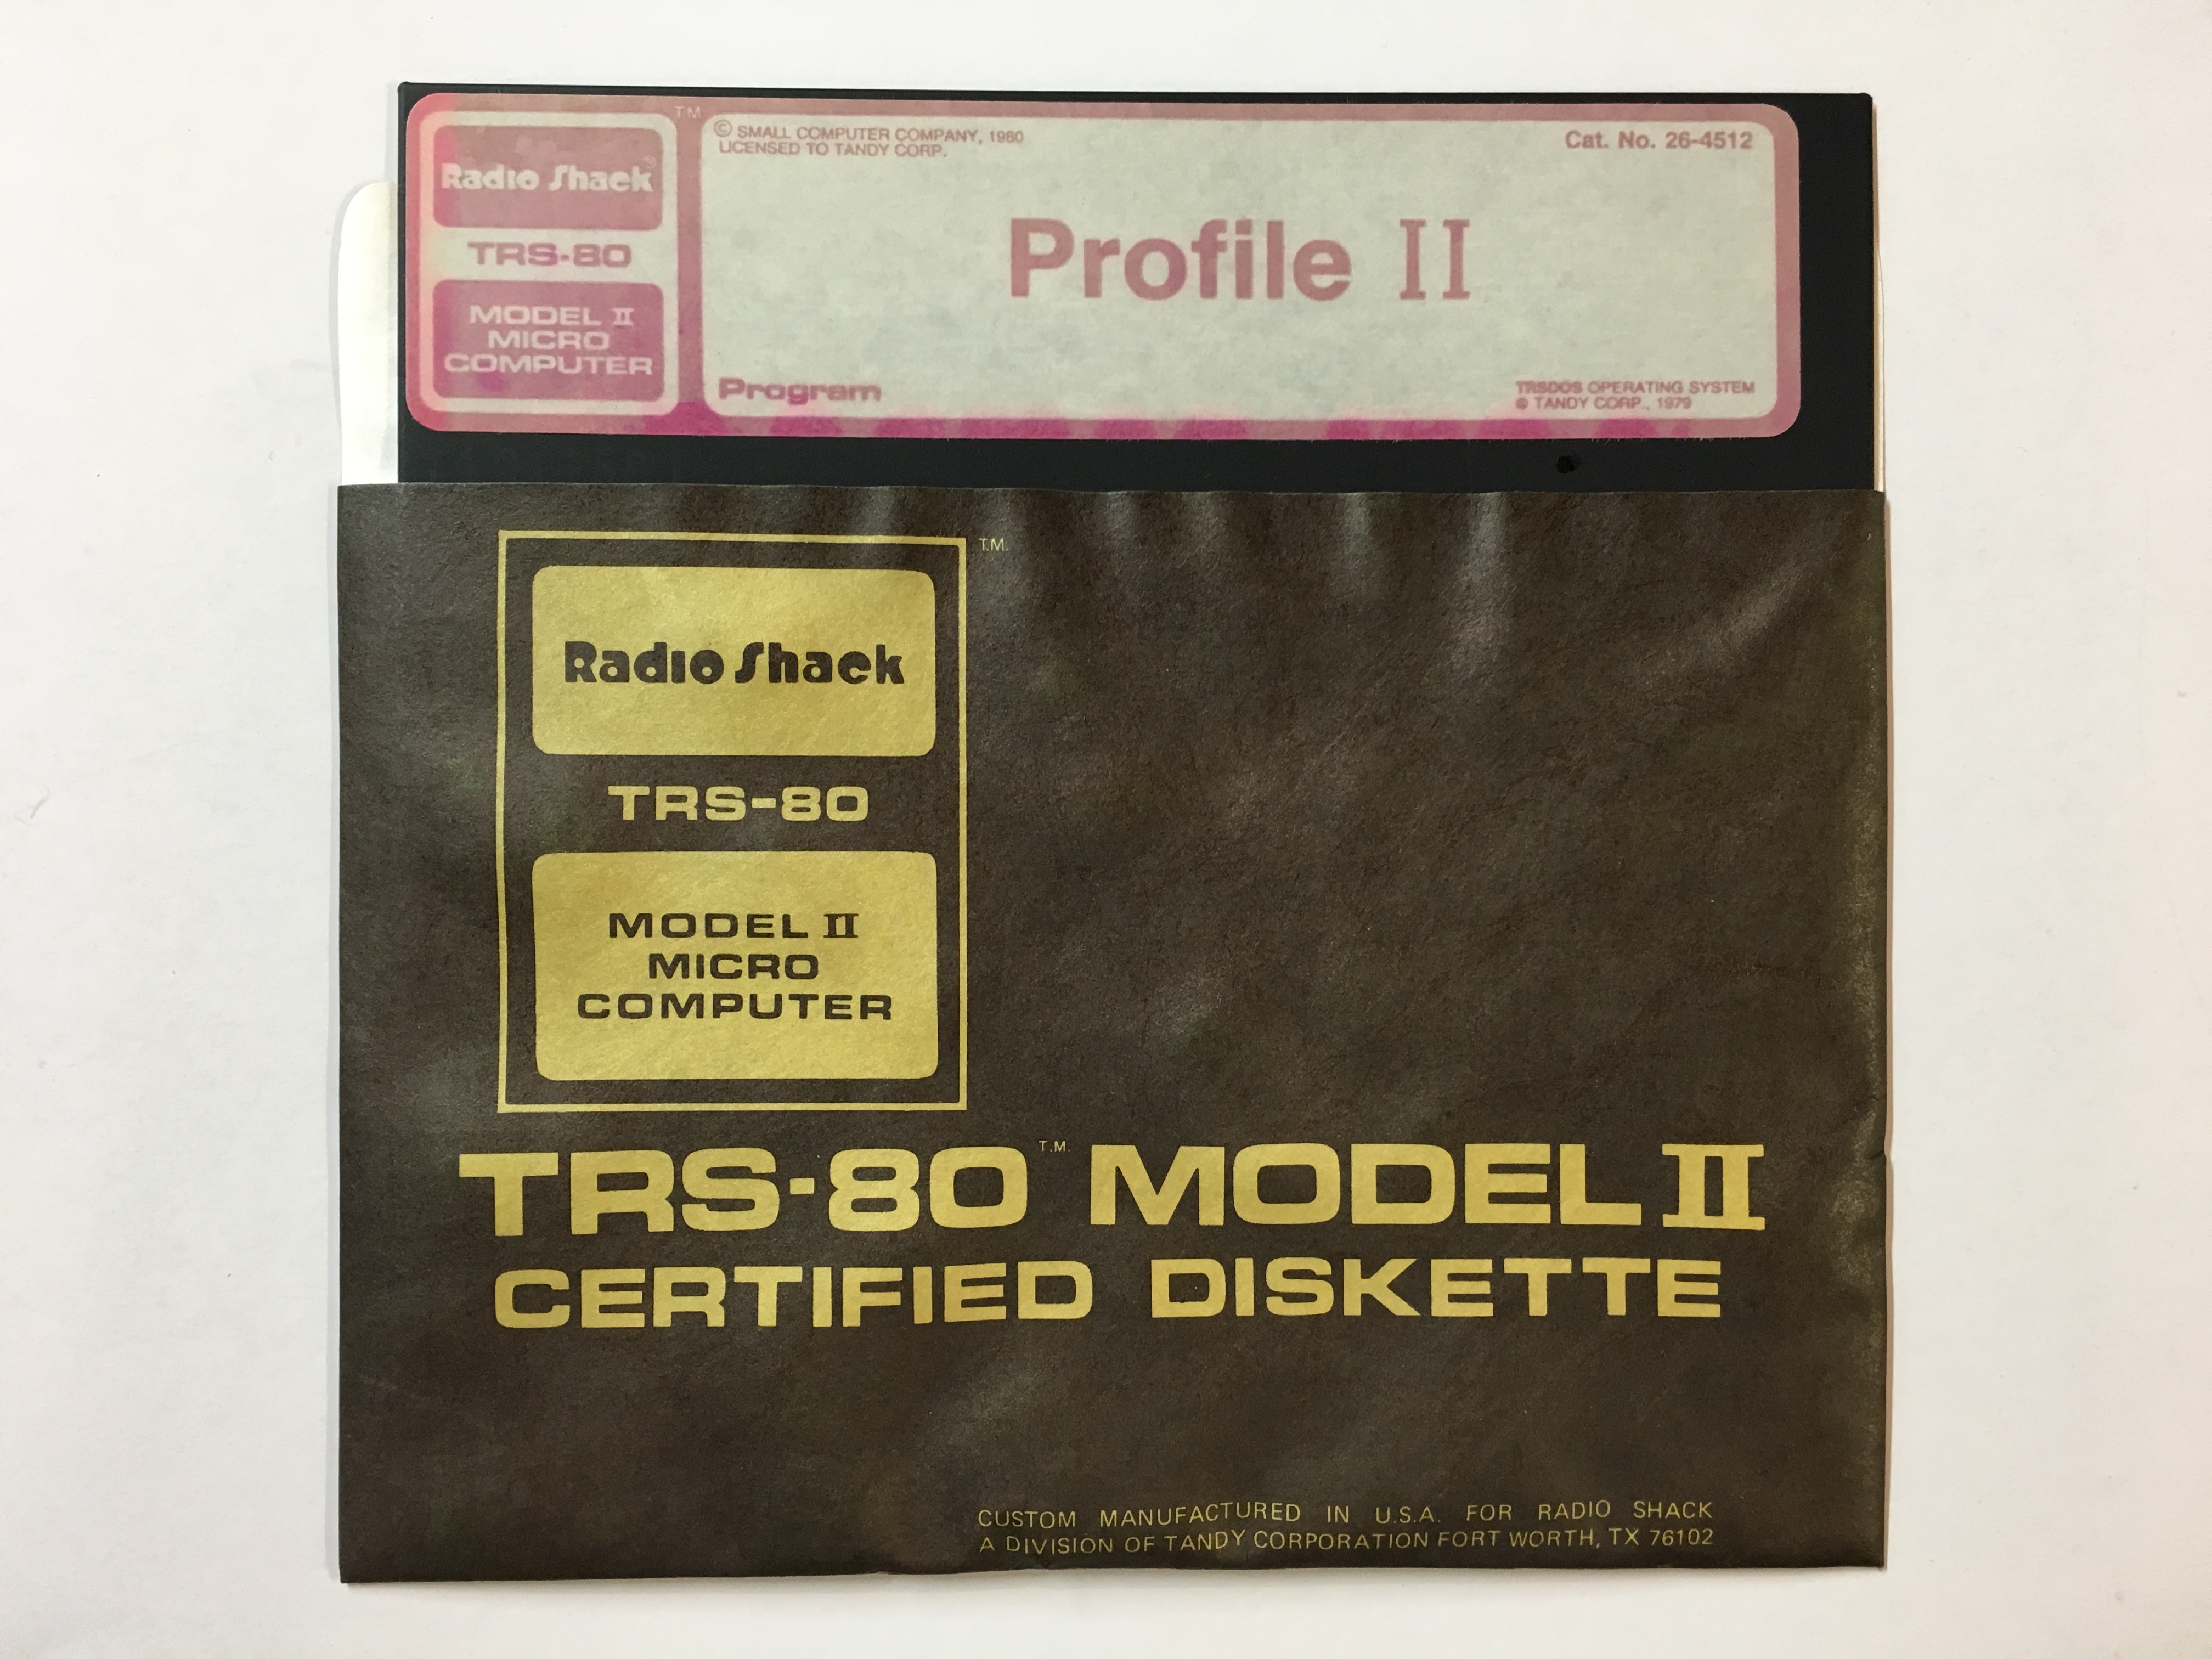 TM
© SMALL COMPUTER COMPANY, 1980
LICENSED TO TANDY CORP.
Cat. No. 26-4512
Radio Shack®
TRS-80
MODEL II
MICRO
COMPUTER
Profile II
Program
TRSDOS OPERATING SYSTEM
© TANDY CORP., 1979
T.M.
Radio Shack
TRS-80
MODEL II
MICRO
COMPUTER
TRS-80 T.M. MODEL II
CERTIFIED DISKETTE
CUSTOM MANUFACTURED IN U.S.A. FOR RADIO SHACK
A DIVISION OF TANDY CORPORATION FORT WORTH, TX 76102